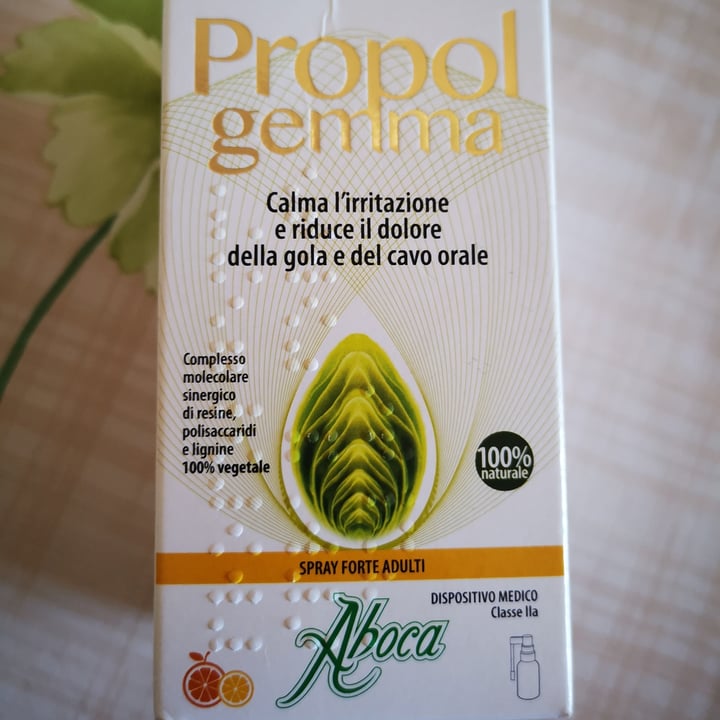 Propol
gemma
Calma l'irritazione
e riduce il dolore
della gola e del cavo orale
Complesso
molecolare
sinergico
di resine,
polisaccaridi
e lignine
100% vegetale
100%
naturale
SPRAY FORTE ADULTI
DISPOSITIVO MEDICO
Classe IIa
Aboca